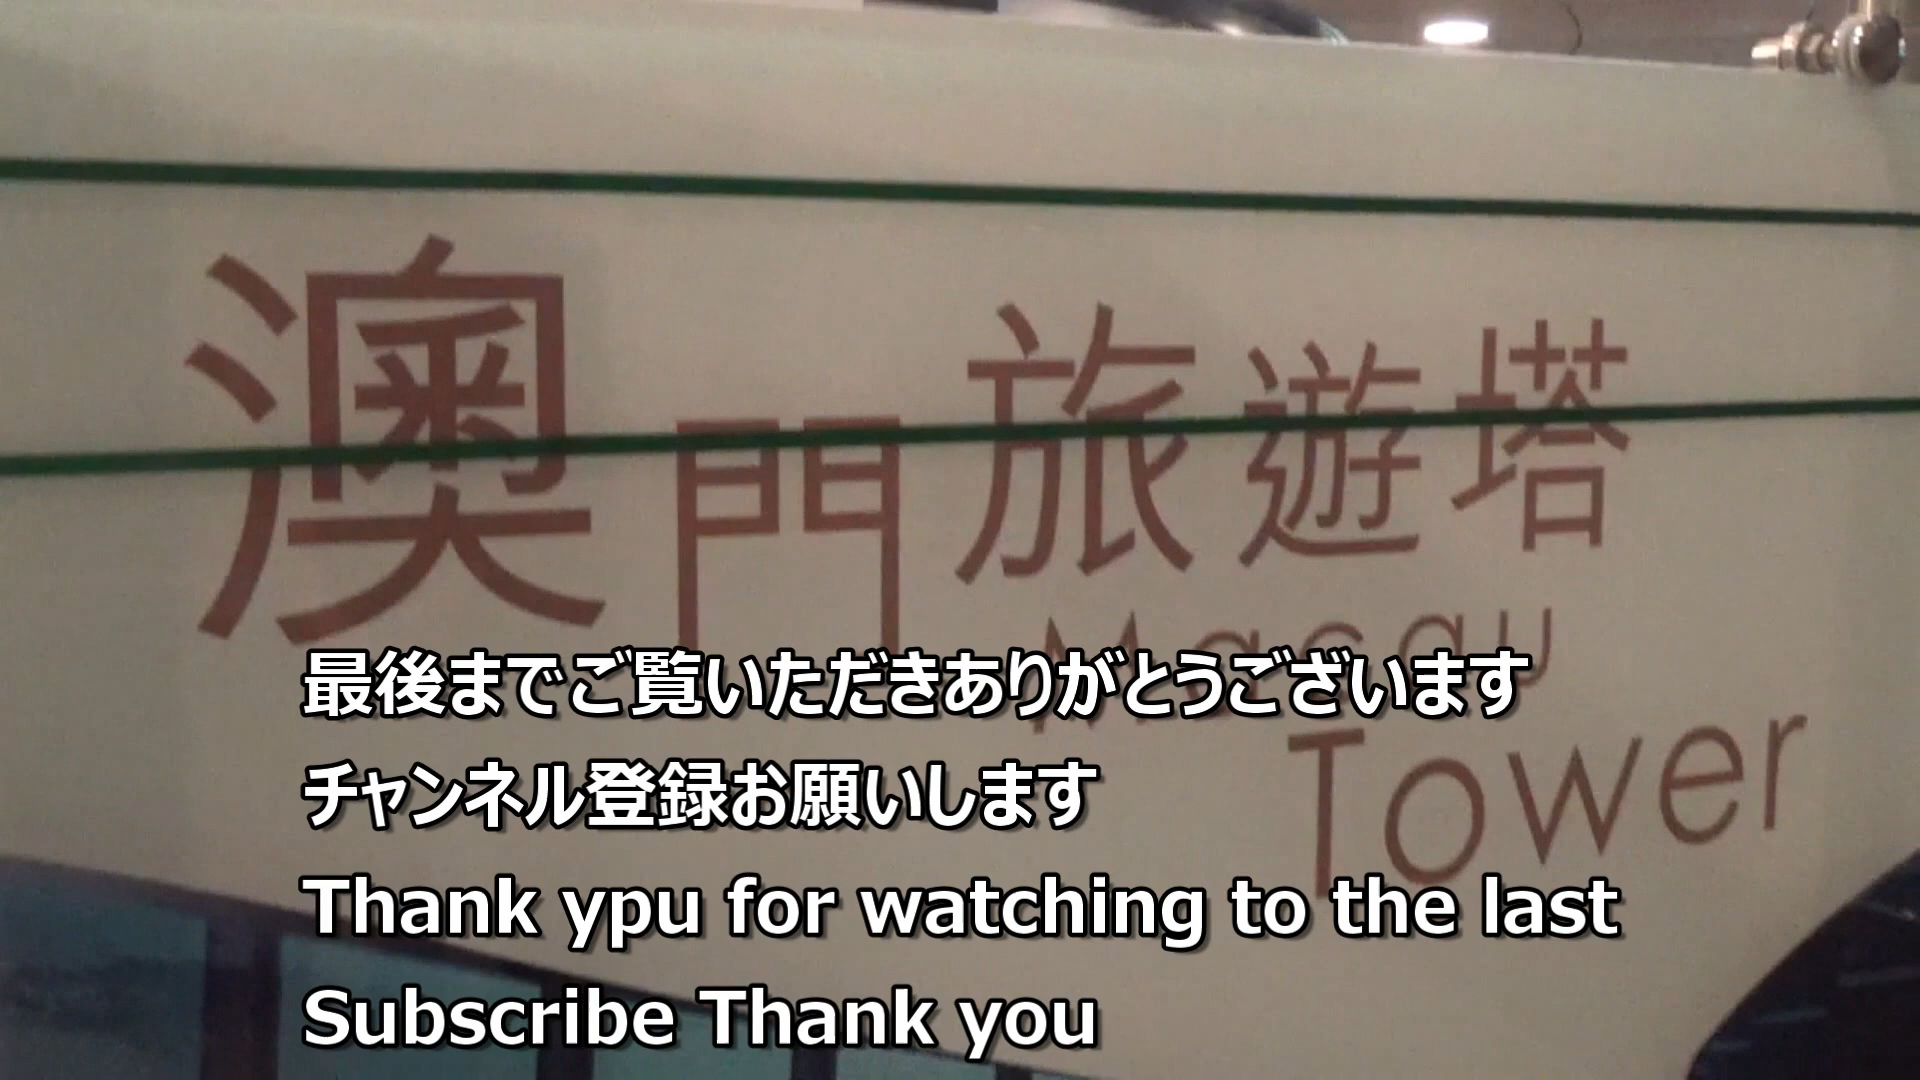 澳門旅遊塔
Macau
Tower
最後までご覧いただきありがとうございます
チャンネル登録お願いします
Thank ypu for watching to the last
Subscribe Thank you